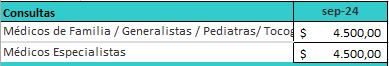 Consultas sep-24
Médicos de Familia / Generalistas / Pediatras/ Tocog $ 4.500,00
Médicos Especialistas $ 4.500,00